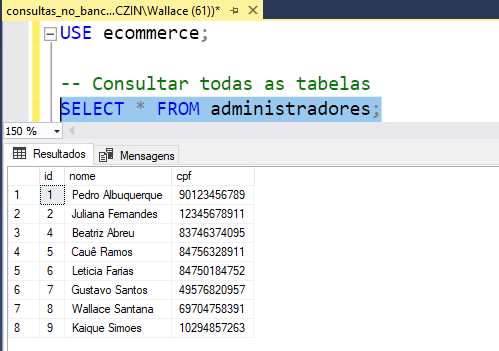 consultas_no_banc...CZIN\Wallace (61))*
USE ecommerce;
-- Consultar todas as tabelas
SELECT * FROM administradores;
150 %
Resultados Mensagens
id nome cpf
1 1 Pedro Albuquerque 90123456789
2 2 Juliana Fernandes 12345678911
3 4 Beatriz Abreu 83746374095
4 5 Cauê Ramos 84756328911
5 6 Leticia Farias 84750184752
6 7 Gustavo Santos 49576820957
7 8 Wallace Santana 69704758391
8 9 Kaique Simoes 10294857263